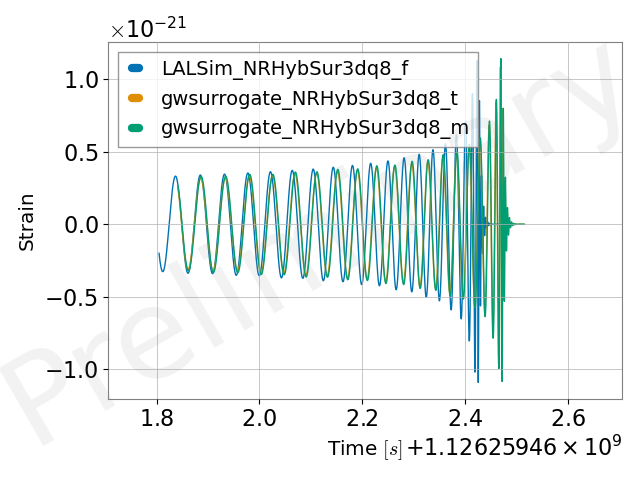 ×10⁻²¹
LALSim_NRHybSur3dq8_f
gwsurrogate_NRHybSur3dq8_t
gwsurrogate_NRHybSur3dq8_m
1.0
0.5
0.0
−0.5
−1.0
Strain
1.8 2.0 2.2 2.4 2.6
Time [s] +1.12625946 × 10⁹
Preliminary